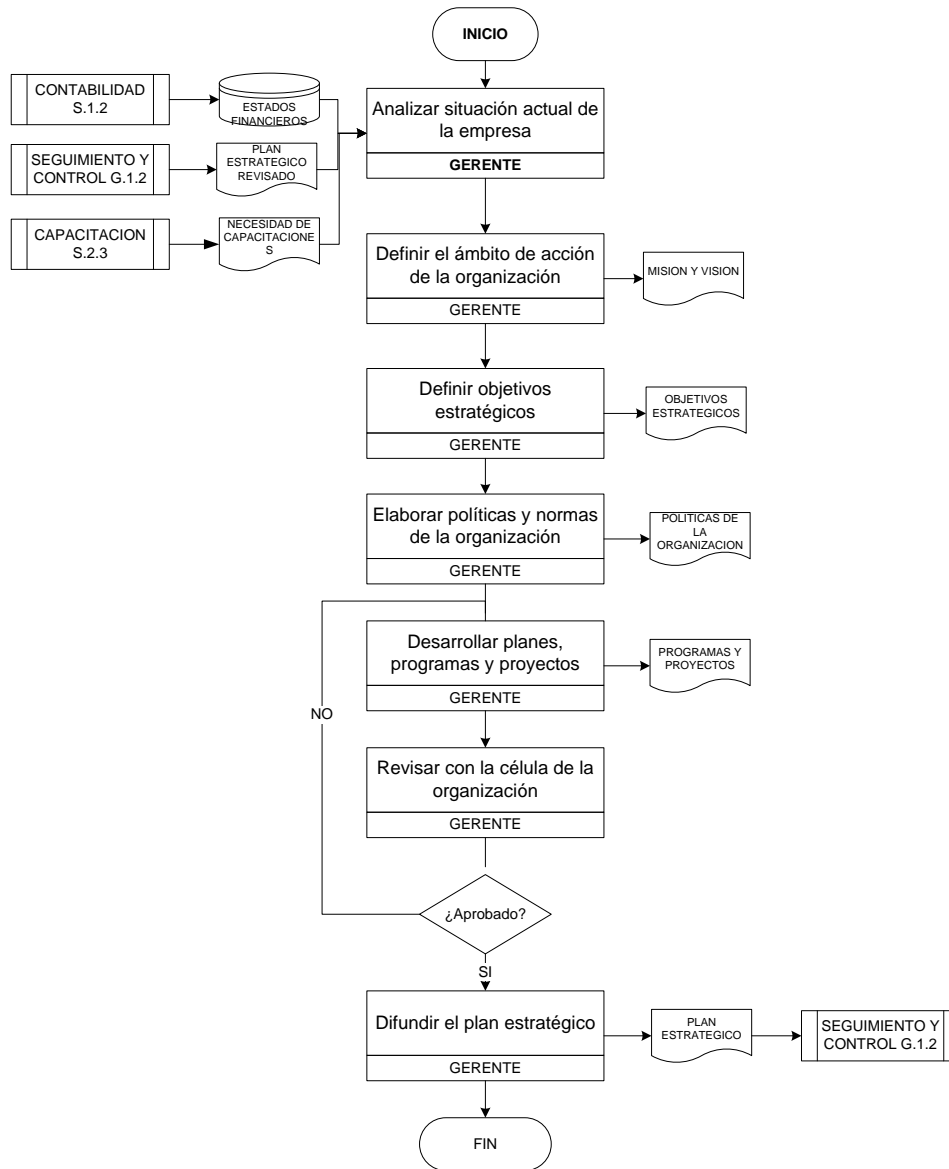 INICIO
CONTABILIDAD
S.1.2
ESTADOS
FINANCIEROS
Analizar situación actual de
la empresa
GERENTE
SEGUIMIENTO Y
CONTROL G.1.2
PLAN
ESTRATEGICO
REVISADO
CAPACITACION
S.2.3
NECESIDAD DE
CAPACITACIONE
S
Definir el ámbito de acción
de la organización
GERENTE
MISION Y VISION
Definir objetivos
estratégicos
GERENTE
OBJETIVOS
ESTRATEGICOS
Elaborar políticas y normas
de la organización
GERENTE
POLITICAS DE
LA
ORGANIZACION
Desarrollar planes,
programas y proyectos
GERENTE
PROGRAMAS Y
PROYECTOS
NO
Revisar con la célula de la
organización
GERENTE
¿Aprobado?
SI
Difundir el plan estratégico
GERENTE
PLAN
ESTRATEGICO
SEGUIMIENTO Y
CONTROL G.1.2
FIN